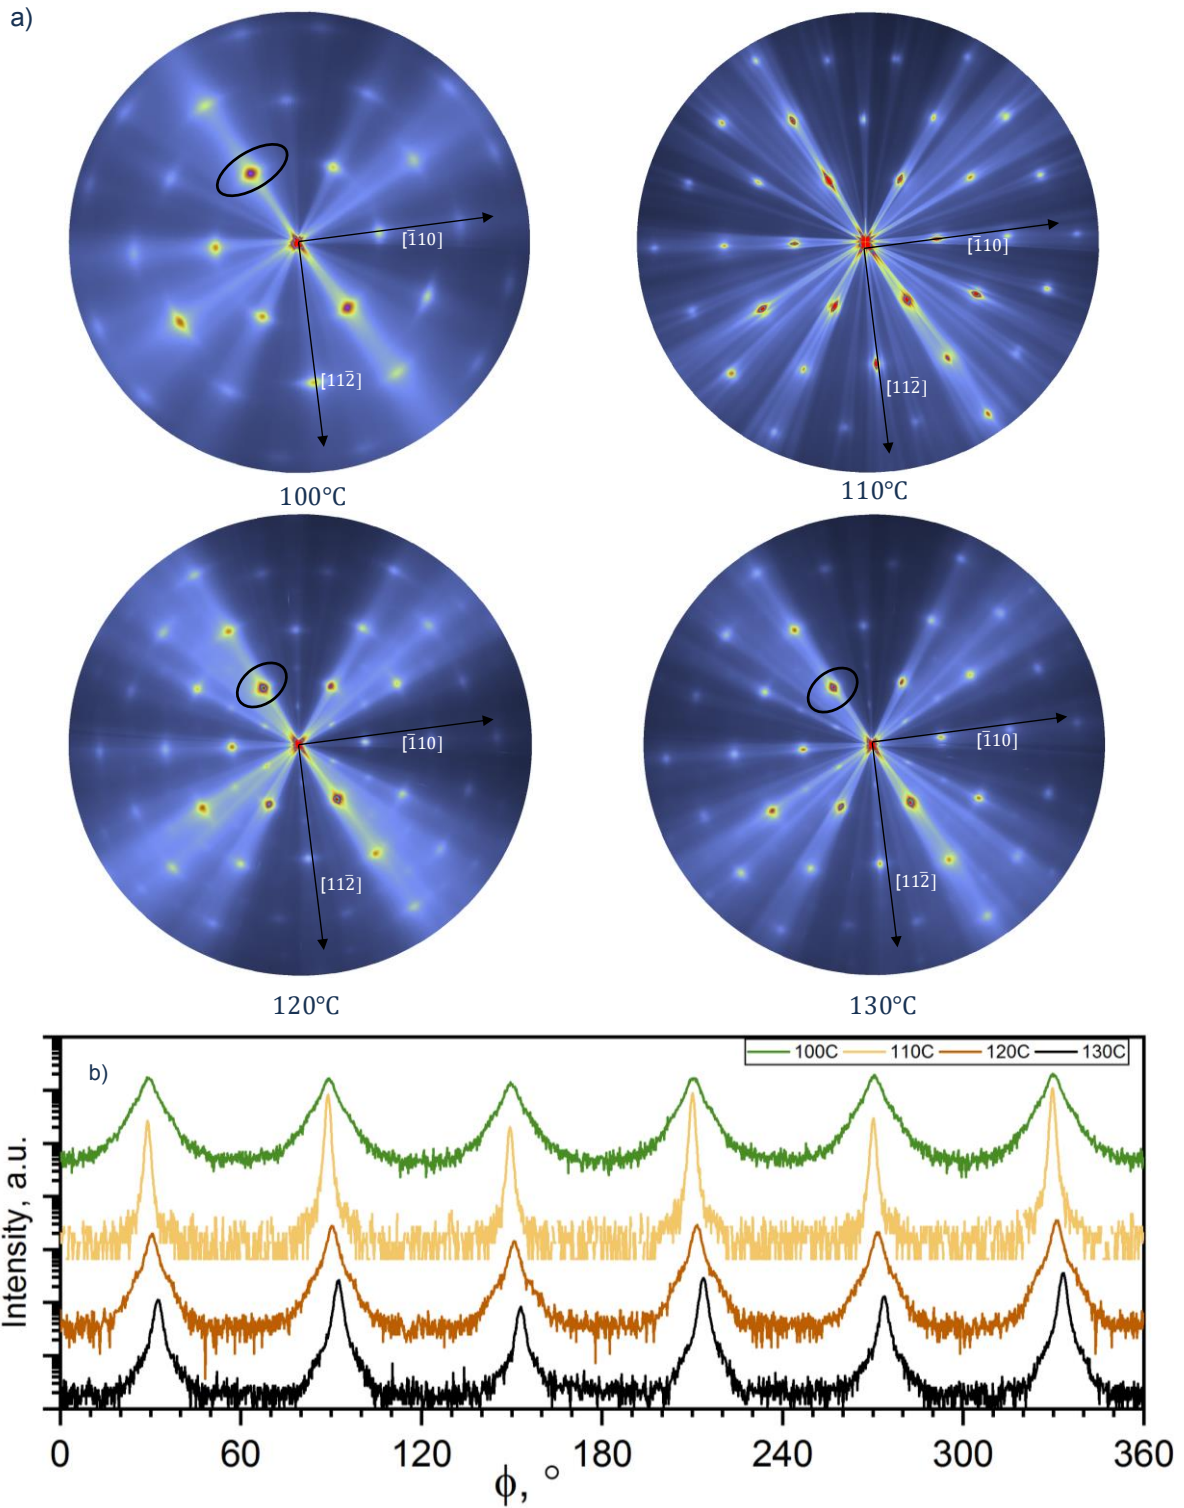 a)
[1̄10]
[112̄]
100°C
[1̄10]
[112̄]
110°C
[1̄10]
[112̄]
120°C
[1̄10]
[112̄]
130°C
b)
100C 110C 120C 130C
Intensity, a.u.
0 60 120 180 240 300 360
ϕ, °